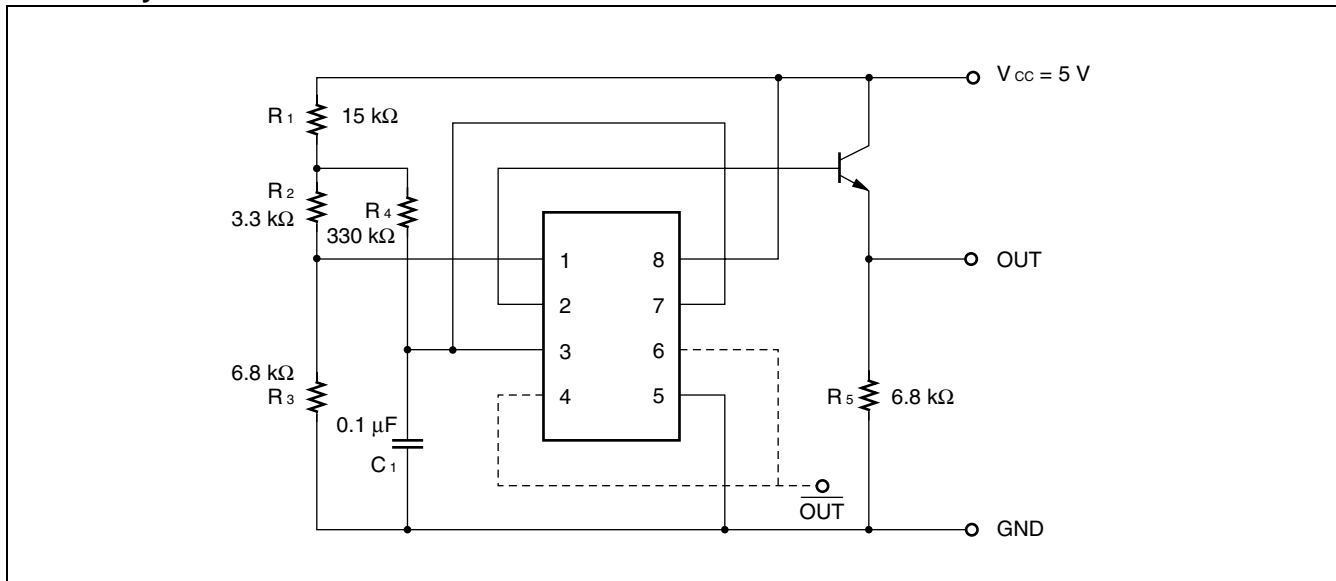 V CC = 5 V
R 1 15 kΩ
R 2
3.3 kΩ
R 4
330 kΩ
1 8
OUT
2 7
3 6
6.8 kΩ
R 3
4 5
R 5 6.8 kΩ
0.1 μF
C 1
OUT
GND